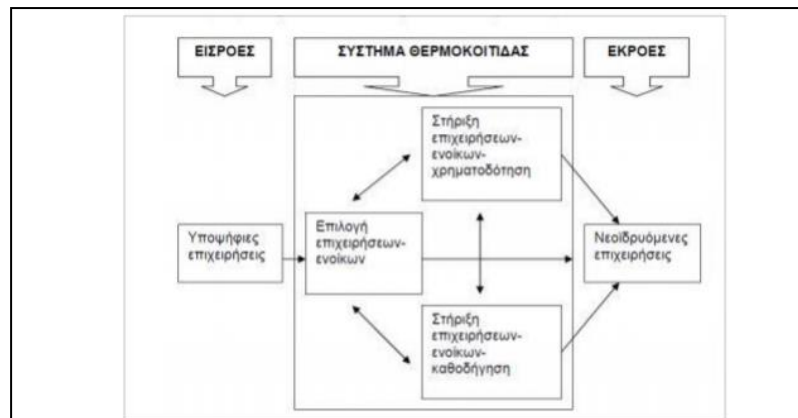 ΕΙΣΡΟΕΣ
ΣΥΣΤΗΜΑ ΘΕΡΜΟΚΟΙΤΙΔΑΣ
ΕΚΡΟΕΣ
Στήριξη
επιχειρήσεων-
ενοίκων-
χρηματοδότηση
Υποψήφιες
επιχειρήσεις
Επιλογή
επιχειρήσεων-
ενοίκων
Νεοϊδρυόμενες
επιχειρήσεις
Στήριξη
επιχειρήσεων-
ενοίκων-
καθοδήγηση